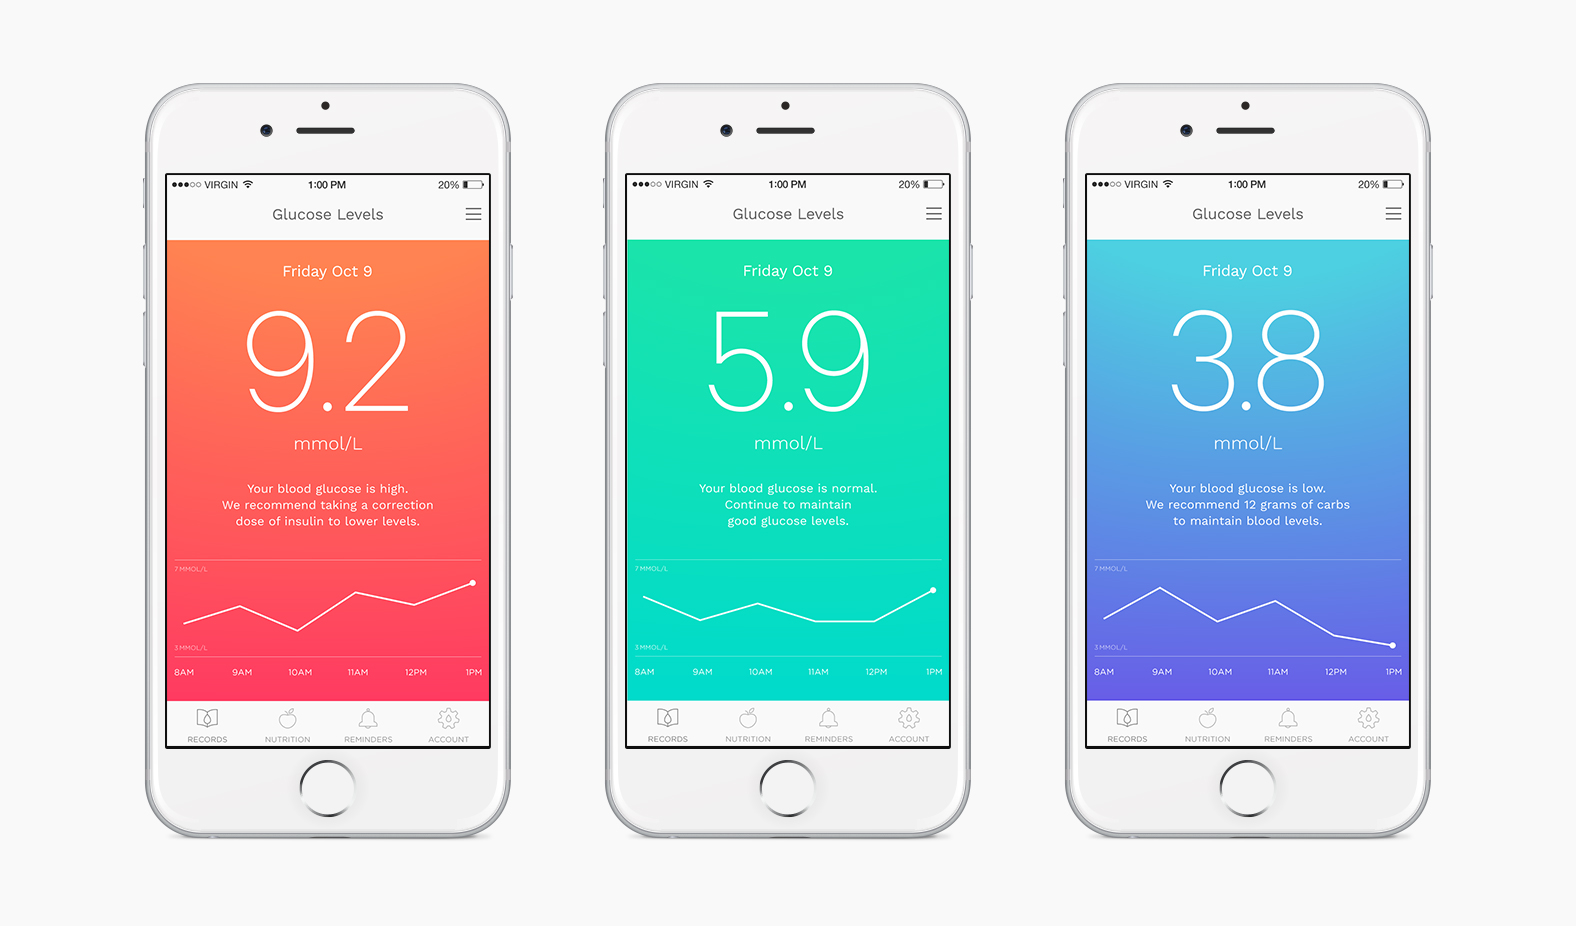 VIRGIN
1:00 PM
20%
Glucose Levels
Friday Oct 9
9.2
mmol/L
Your blood glucose is high.
We recommend taking a correction
dose of insulin to lower levels.
7 MMOL/L
3 MMOL/L
8AM 9AM 10AM 11AM 12PM 1PM
RECORDS NUTRITION REMINDERS ACCOUNT
VIRGIN
1:00 PM
20%
Glucose Levels
Friday Oct 9
5.9
mmol/L
Your blood glucose is normal.
Continue to maintain
good glucose levels.
7 MMOL/L
3 MMOL/L
8AM 9AM 10AM 11AM 12PM 1PM
RECORDS NUTRITION REMINDERS ACCOUNT
VIRGIN
1:00 PM
20%
Glucose Levels
Friday Oct 9
3.8
mmol/L
Your blood glucose is low.
We recommend 12 grams of carbs
to maintain blood levels.
7 MMOL/L
3 MMOL/L
8AM 9AM 10AM 11AM 12PM 1PM
RECORDS NUTRITION REMINDERS ACCOUNT